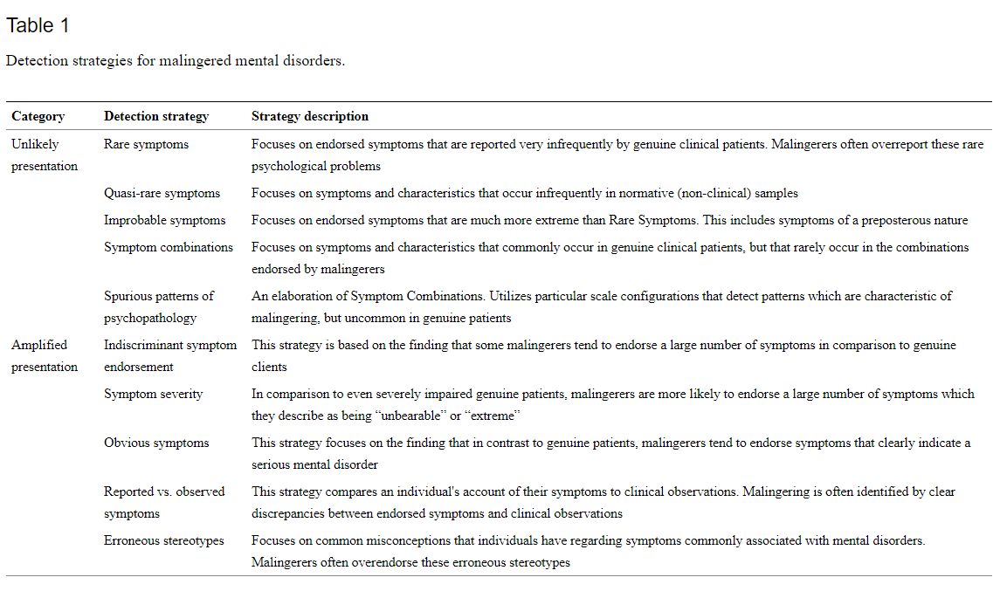 Table 1
Detection strategies for malingered mental disorders.
Category Detection strategy Strategy description
Unlikely presentation Rare symptoms Focuses on endorsed symptoms that are reported very infrequently by genuine clinical patients. Malingerers often overreport these rare
psychological problems
Quasi-rare symptoms Focuses on symptoms and characteristics that occur infrequently in normative (non-clinical) samples
Improbable symptoms Focuses on endorsed symptoms that are much more extreme than Rare Symptoms. This includes symptoms of a preposterous nature
Symptom combinations Focuses on symptoms and characteristics that commonly occur in genuine clinical patients, but that rarely occur in the combinations
endorsed by malingerers
Spurious patterns of psychopathology An elaboration of Symptom Combinations. Utilizes particular scale configurations that detect patterns which are characteristic of
malingering, but uncommon in genuine patients
Amplified presentation Indiscriminant symptom endorsement This strategy is based on the finding that some malingerers tend to endorse a large number of symptoms in comparison to genuine
clients
Symptom severity In comparison to even severely impaired genuine patients, malingerers are more likely to endorse a large number of symptoms which
they describe as being “unbearable” or “extreme”
Obvious symptoms This strategy focuses on the finding that in contrast to genuine patients, malingerers tend to endorse symptoms that clearly indicate a
serious mental disorder
Reported vs. observed symptoms This strategy compares an individual's account of their symptoms to clinical observations. Malingering is often identified by clear
discrepancies between endorsed symptoms and clinical observations
Erroneous stereotypes Focuses on common misconceptions that individuals have regarding symptoms commonly associated with mental disorders.
Malingerers often overendorse these erroneous stereotypes